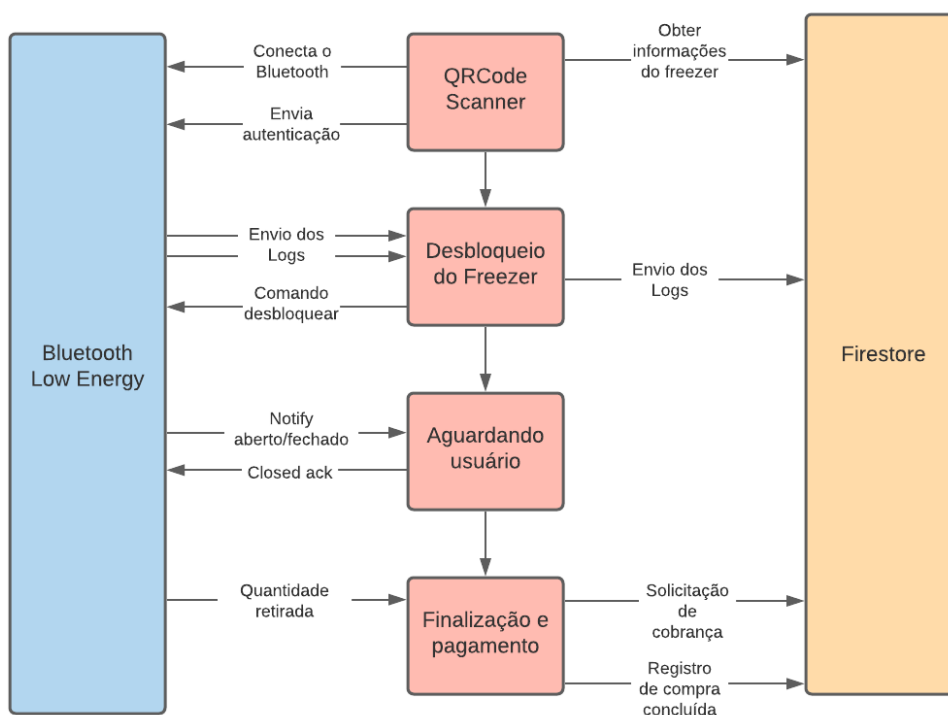 Conecta o
Bluetooth
QRCode
Scanner
Obter
informações
do freezer
Envia
autenticação
Envio dos
Logs
Desbloqueio
do Freezer
Envio dos
Logs
Comando
desbloquear
Bluetooth
Low Energy
Firestore
Notify
aberto/fechado
Aguardando
usuário
Closed ack
Quantidade
retirada
Finalização e
pagamento
Solicitação
de
cobrança
Registro
de compra
concluída